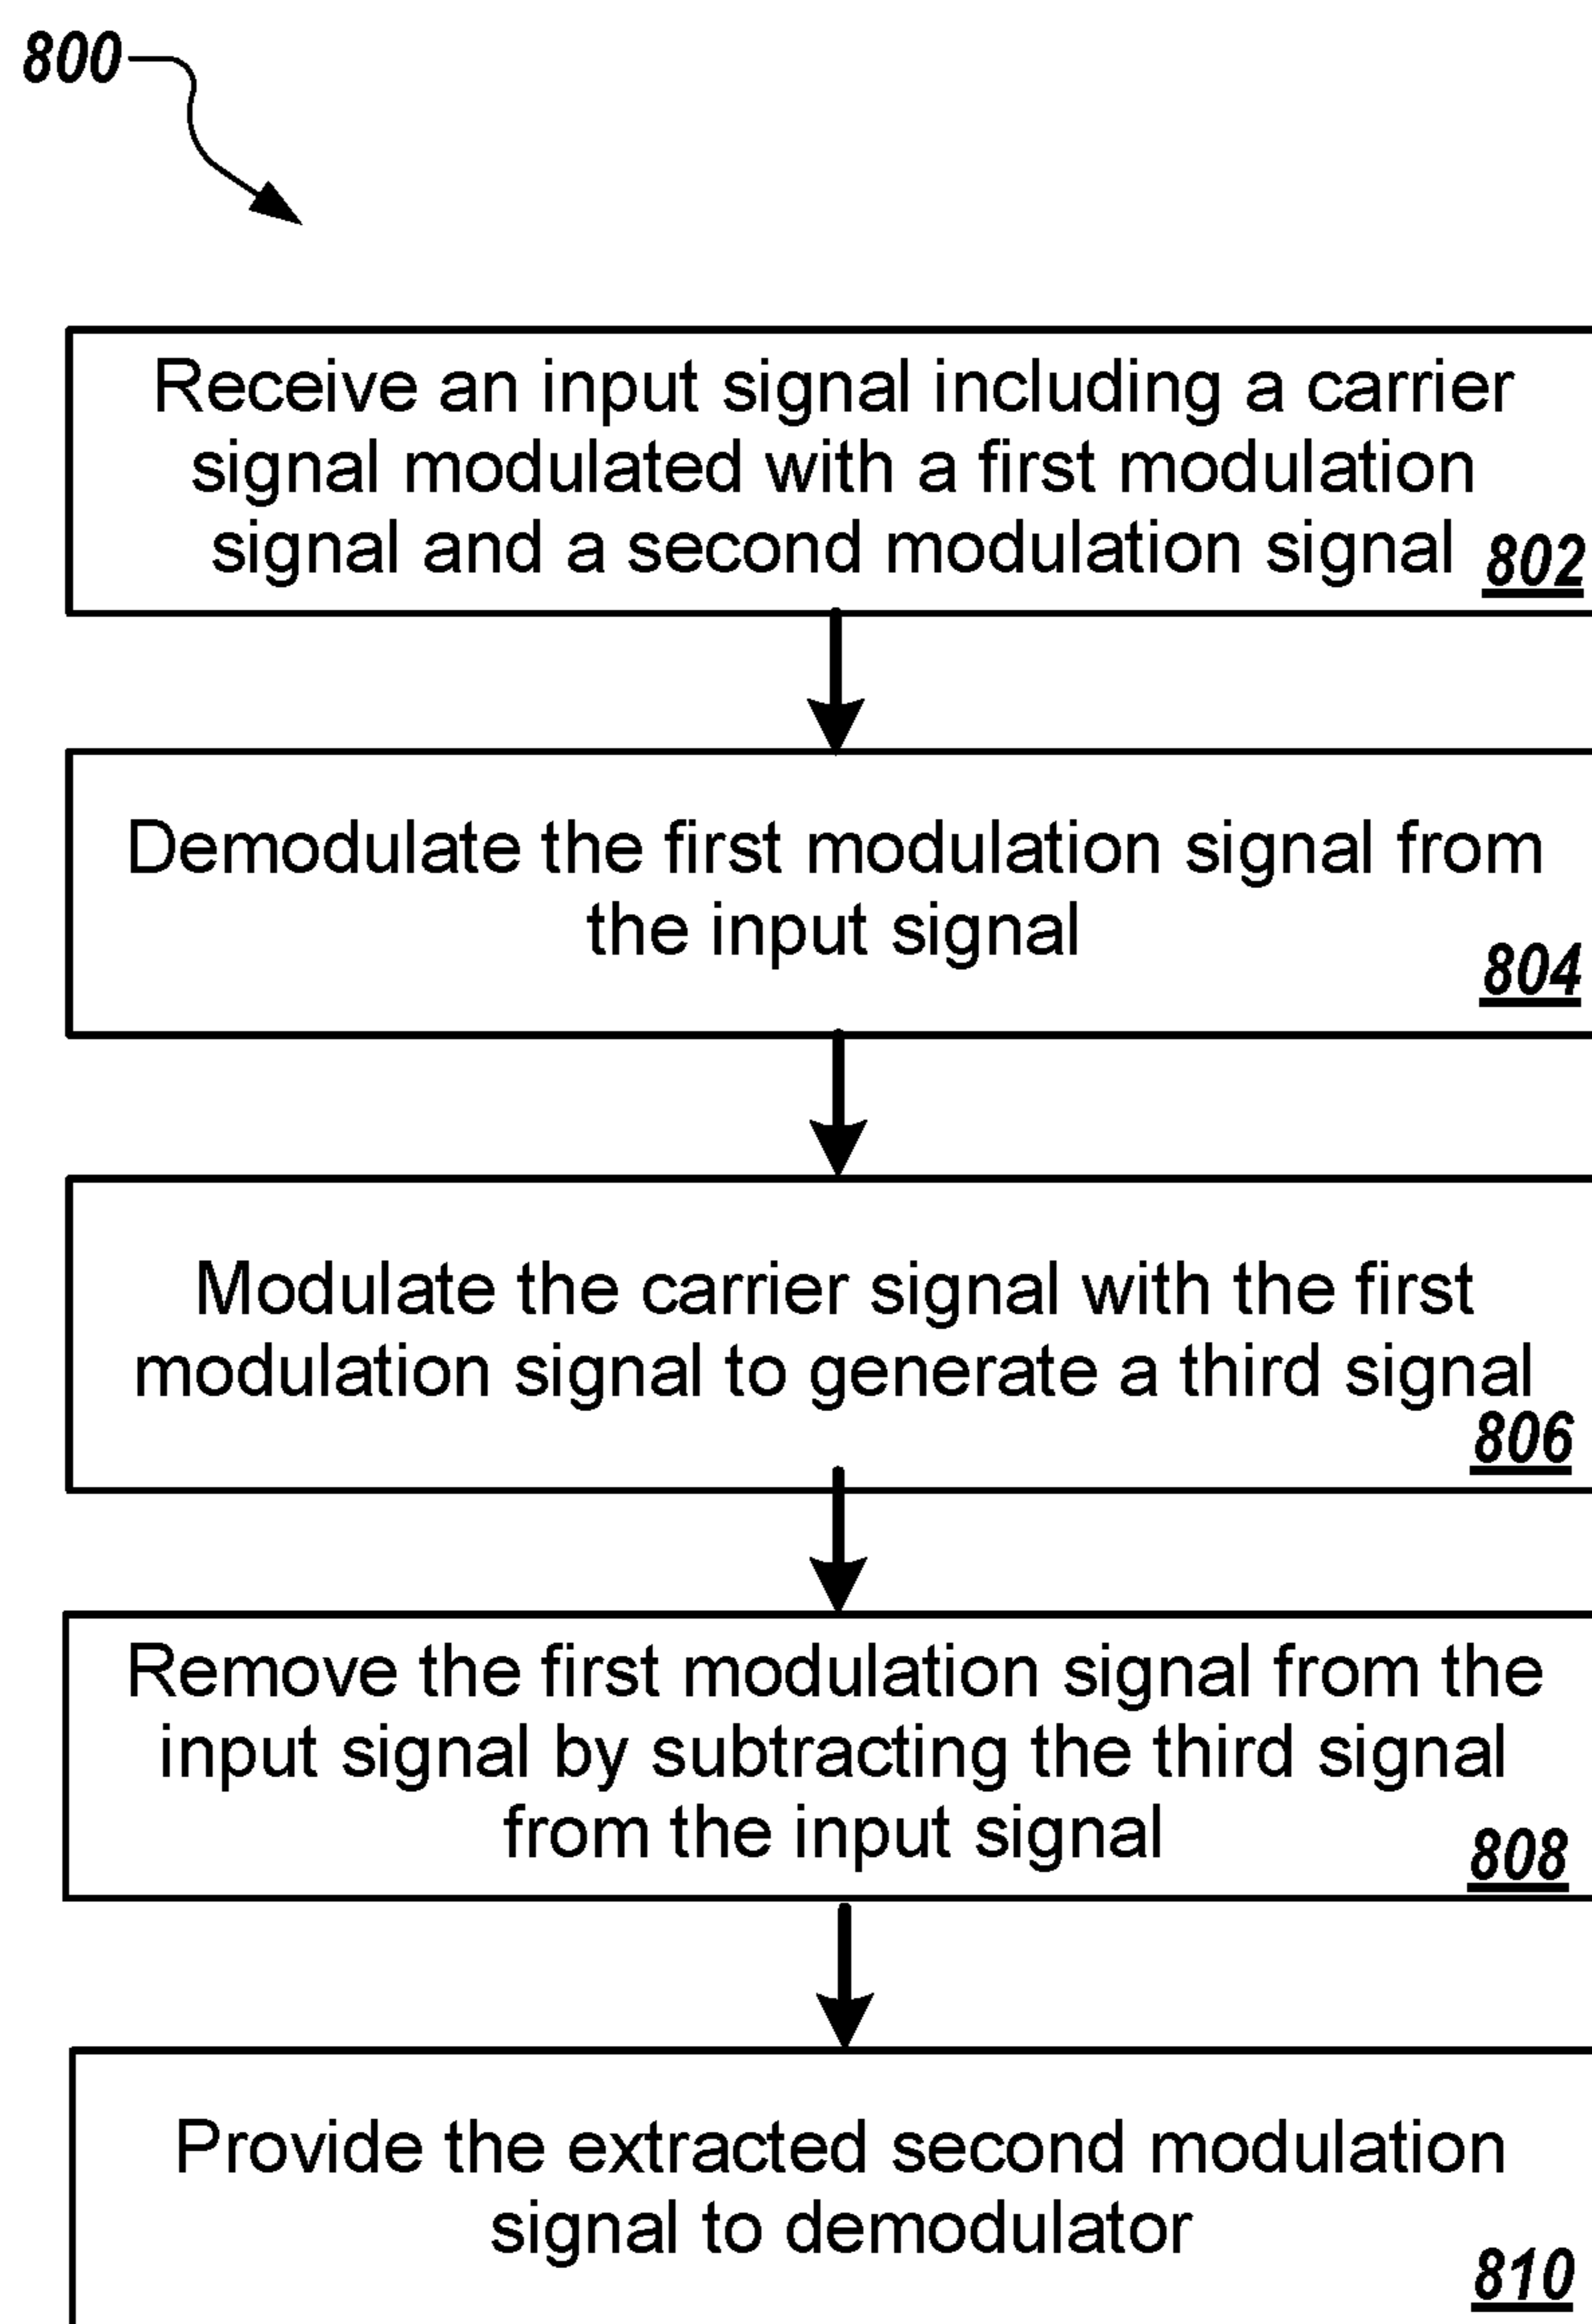 800
Receive an input signal including a carrier
signal modulated with a first modulation
signal and a second modulation signal 802
Demodulate the first modulation signal from
the input signal
804
Modulate the carrier signal with the first
modulation signal to generate a third signal
806
Remove the first modulation signal from the
input signal by subtracting the third signal
from the input signal
808
Provide the extracted second modulation
signal to demodulator
810